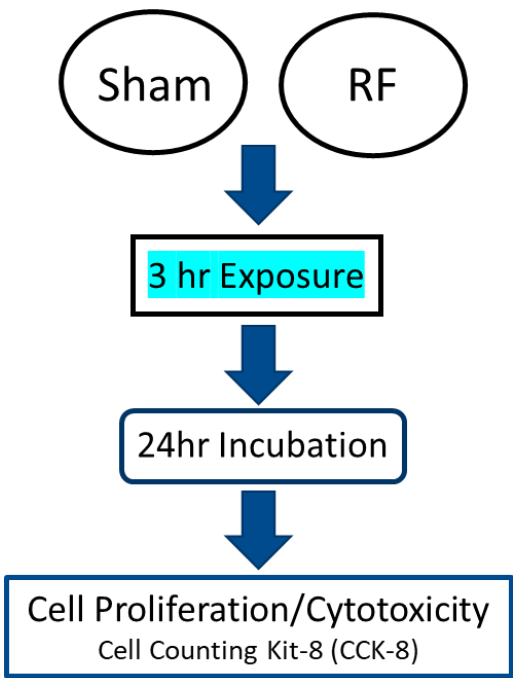 Sham
RF
3 hr Exposure
24hr Incubation
Cell Proliferation/Cytotoxicity
Cell Counting Kit-8 (CCK-8)